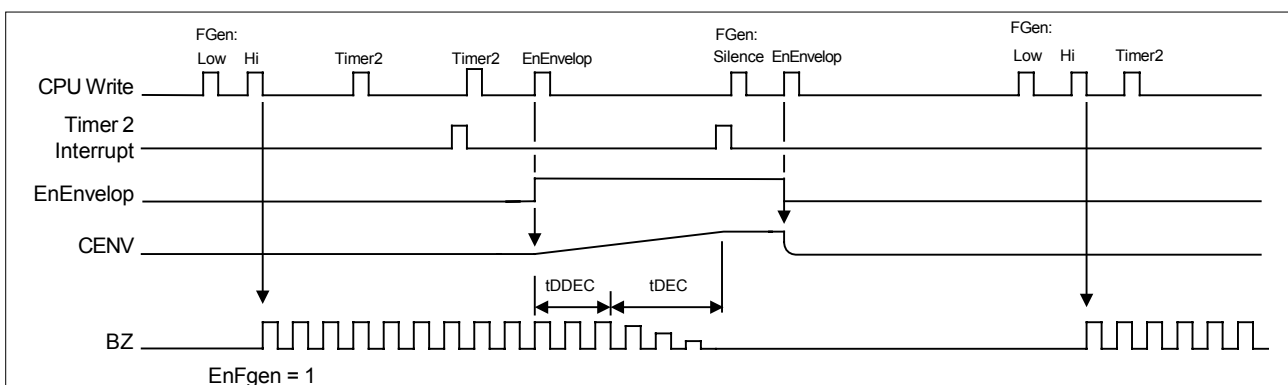 FGen: FGen: FGen:
Low Hi Timer2 Timer2 EnEnvelop Silence EnEnvelop Low Hi Timer2
CPU Write
Timer 2
Interrupt
EnEnvelop
CENV
tDDEC tDEC
BZ
EnFgen = 1